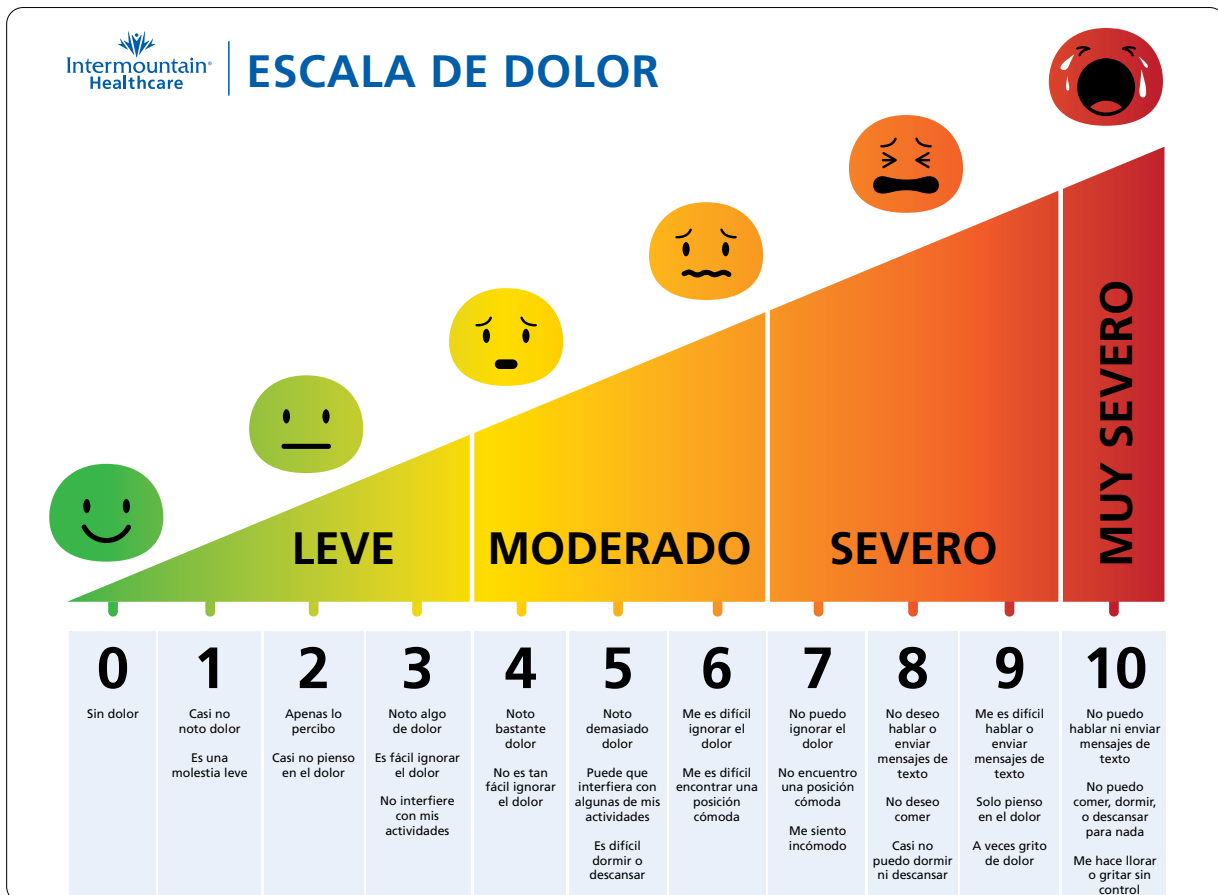 Intermountain®
Healthcare
ESCALA DE DOLOR
LEVE
MODERADO
SEVERO
MUY SEVERO
0
Sin dolor
1
Casi no
noto dolor
Es una
molestia leve
2
Apenas lo
percibo
Casi no pienso
en el dolor
3
Noto algo
de dolor
Es fácil ignorar
el dolor
No interfiere
con mis
actividades
4
Noto
bastante
dolor
No es tan
fácil ignorar
el dolor
5
Noto
demasiado
dolor
Puede que
interfiera con
algunas de mis
actividades
Es difícil
dormir o
descansar
6
Me es difícil
ignorar el
dolor
Me es difícil
encontrar una
posición
cómoda
7
No puedo
ignorar el
dolor
No encuentro
una posición
cómoda
Me siento
incómodo
8
No deseo
hablar o
enviar
mensajes de
texto
No deseo
comer
Casi no
puedo dormir
ni descansar
9
Me es difícil
hablar o
enviar
mensajes de
texto
Solo pienso
en el dolor
A veces grito
de dolor
10
No puedo
hablar ni enviar
mensajes de
texto
No puedo
comer, dormir,
o descansar
para nada
Me hace llorar
o gritar sin
control